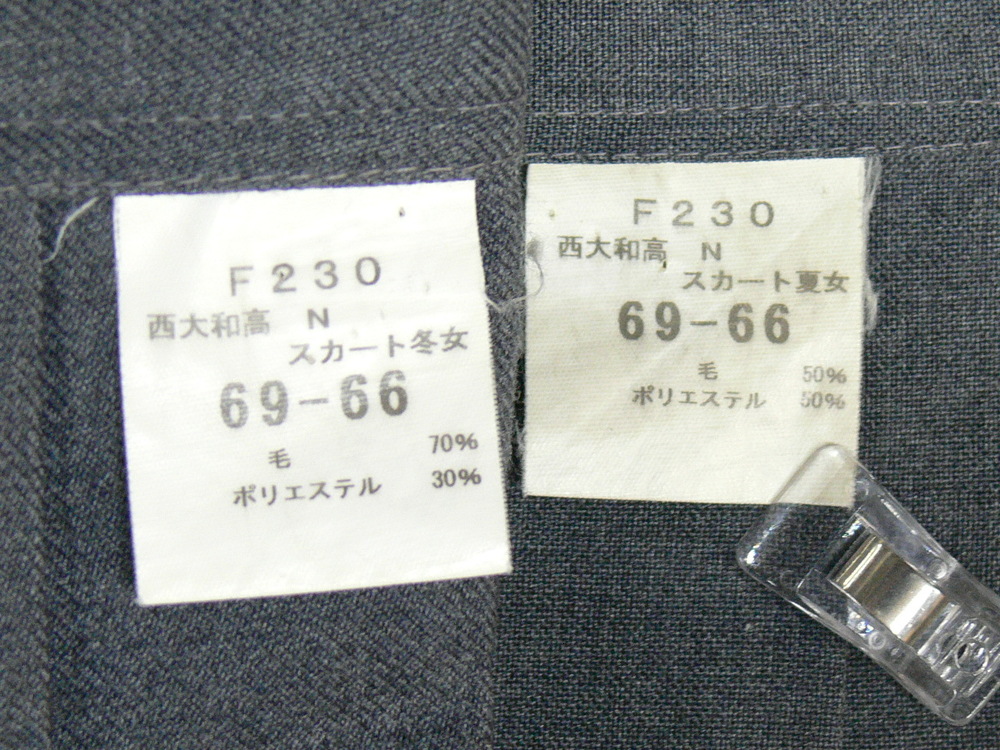 F230
西大和高 N
スカート冬女
69-66
毛 70%
ポリエステル 30%
F230
西大和高 N
スカート夏女
69-66
毛 50%
ポリエステル 50%